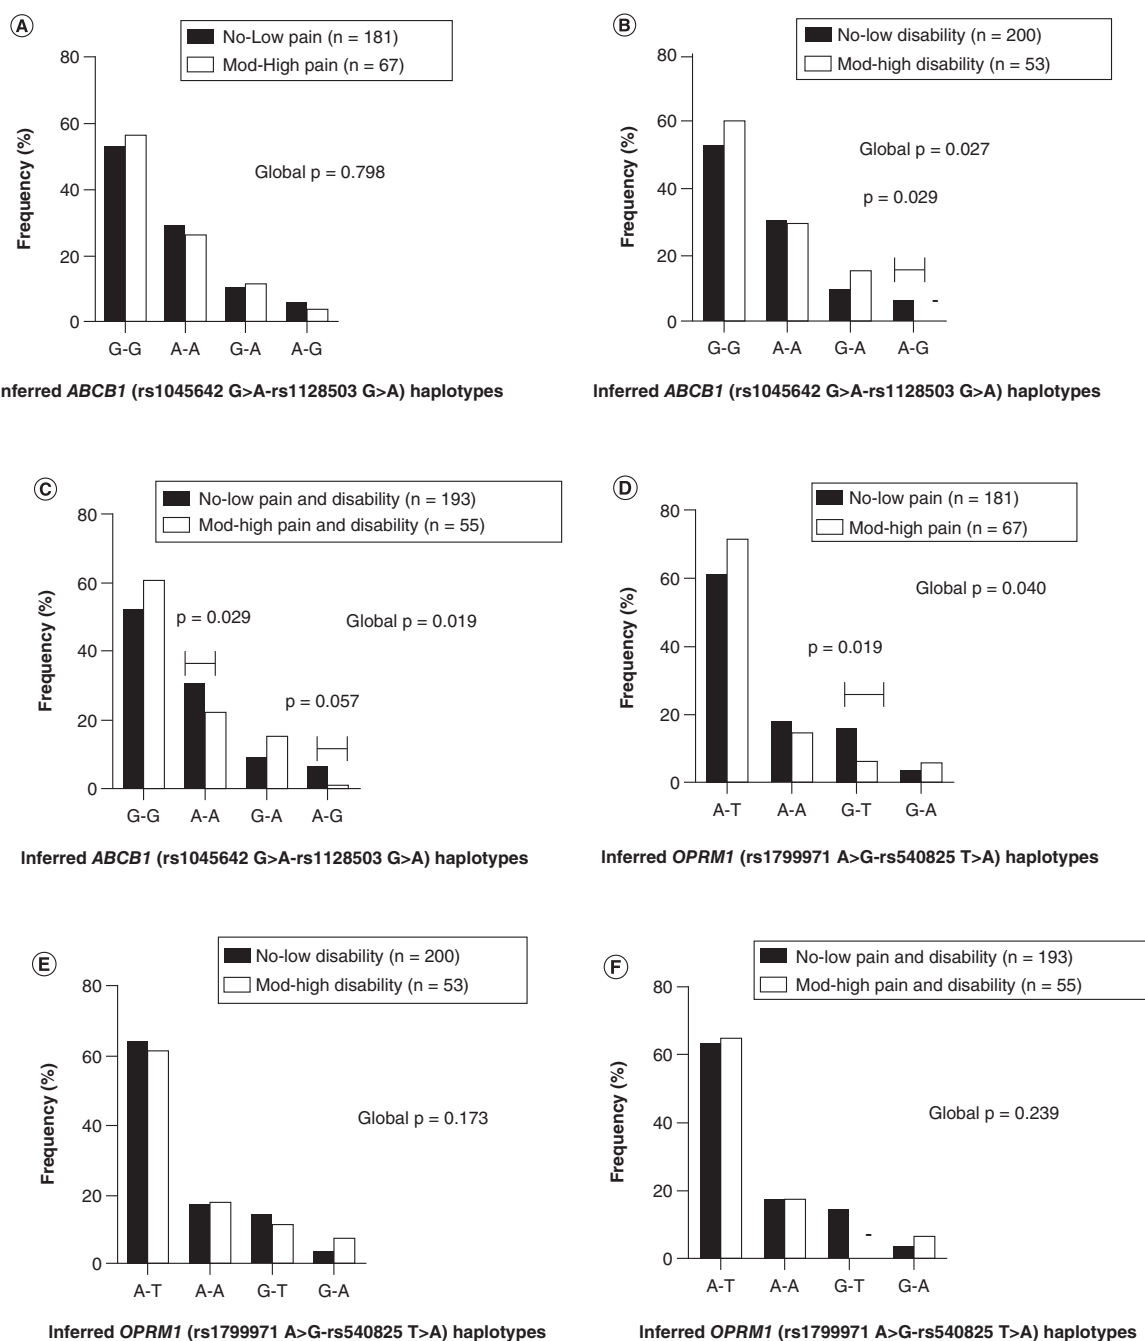 A
No-Low pain (n = 181)
Mod-High pain (n = 67)
80
60
40
20
0
Frequency (%)
Global p = 0.798
G-G A-A G-A A-G
nferred ABCB1 (rs1045642 G>A-rs1128503 G>A) haplotypes
B
No-low disability (n = 200)
Mod-high disability (n = 53)
80
60
40
20
0
Frequency (%)
Global p = 0.027
p = 0.029
-
G-G A-A G-A A-G
Inferred ABCB1 (rs1045642 G>A-rs1128503 G>A) haplotypes
C
No-low pain and disability (n = 193)
Mod-high pain and disability (n = 55)
80
60
40
20
0
Frequency (%)
p = 0.029
Global p = 0.019
p = 0.057
G-G A-A G-A A-G
Inferred ABCB1 (rs1045642 G>A-rs1128503 G>A) haplotypes
D
No-low pain (n = 181)
Mod-high pain (n = 67)
80
60
40
20
0
Frequency (%)
Global p = 0.040
p = 0.019
A-T A-A G-T G-A
Inferred OPRM1 (rs1799971 A>G-rs540825 T>A) haplotypes
E
No-low disability (n = 200)
Mod-high disability (n = 53)
80
60
40
20
0
Frequency (%)
Global p = 0.173
A-T A-A G-T G-A
Inferred OPRM1 (rs1799971 A>G-rs540825 T>A) haplotypes
F
No-low pain and disability (n = 193)
Mod-high pain and disability (n = 55)
80
60
40
20
0
Frequency (%)
Global p = 0.239
-
A-T A-A G-T G-A
Inferred OPRM1 (rs1799971 A>G-rs540825 T>A) haplotypes